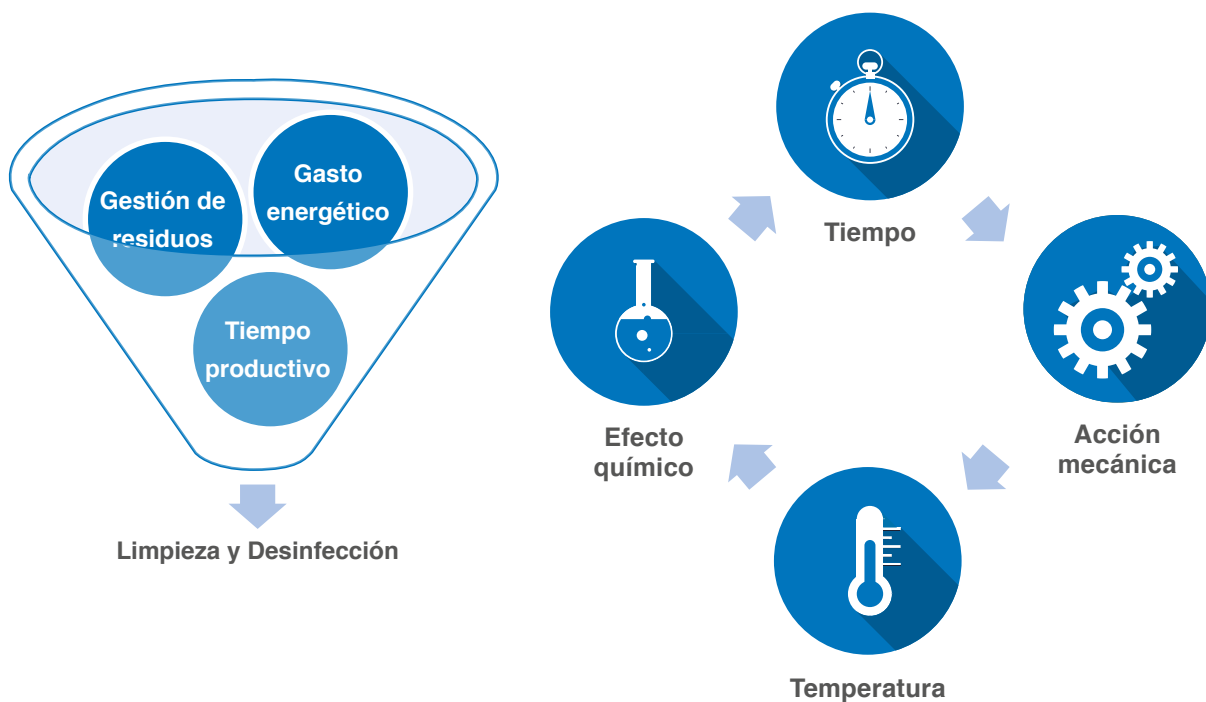 Gestión de
residuos
Gasto
energético
Tiempo
productivo
Limpieza y Desinfección
Tiempo
Acción
mecánica
Temperatura
Efecto
químico